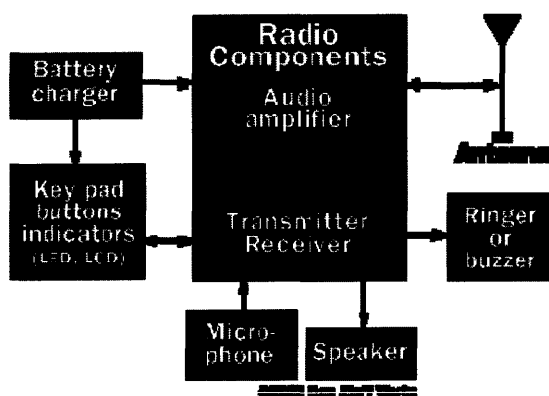 Radio
Components
Audio
amplifier
Transmitter
Receiver
Battery
charger
Key pad
buttons
indicators
(LED, LCD)
Antenna
Ringer
or
buzzer
Micro-
phone
Speaker